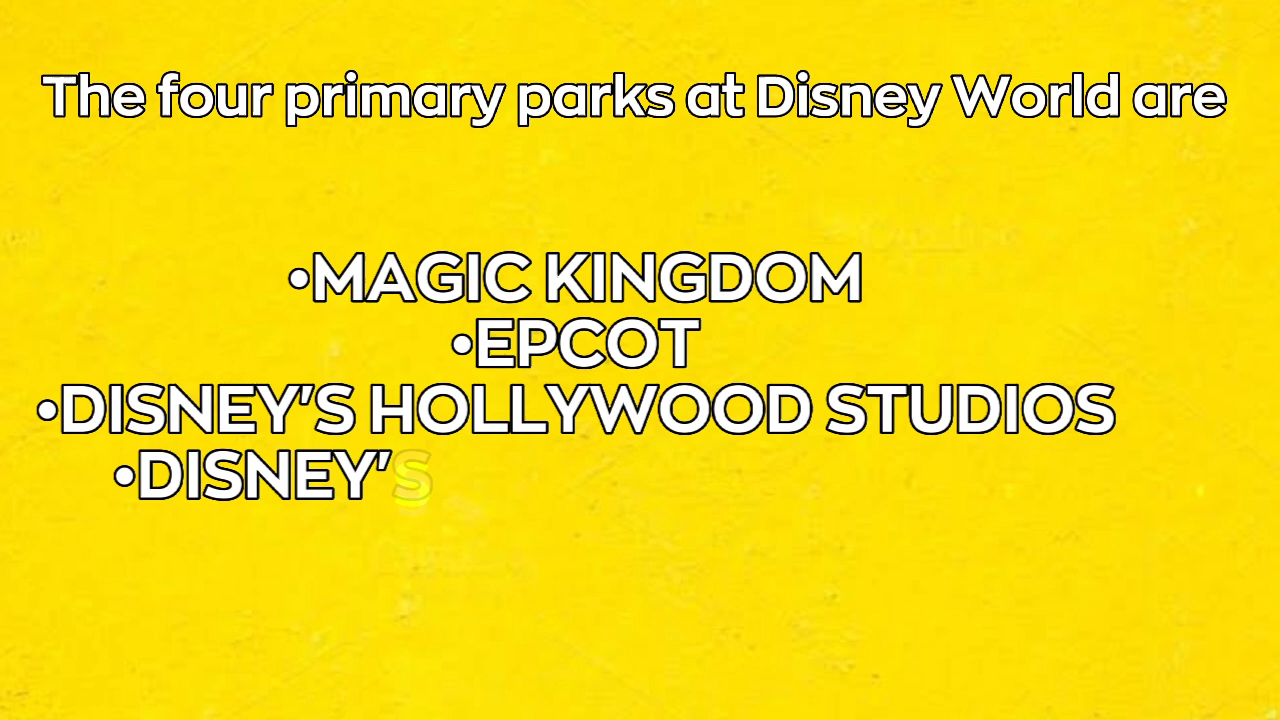 The four primary parks at Disney World are
•MAGIC KINGDOM
•EPCOT
•DISNEY'S HOLLYWOOD STUDIOS
•DISNEY'S